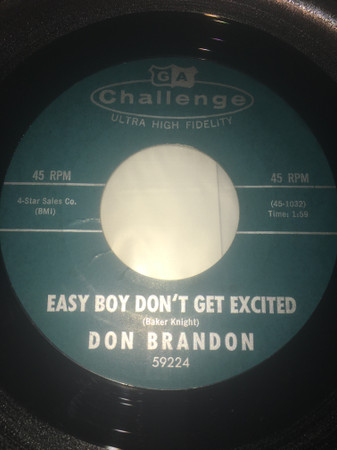 GA
Challenge
ULTRA HIGH FIDELITY
45 RPM
45 RPM
4-Star Sales Co.
(BMI)
(45-1032)
Time: 1:59
EASY BOY DON'T GET EXCITED
(Baker Knight)
DON BRANDON
59224